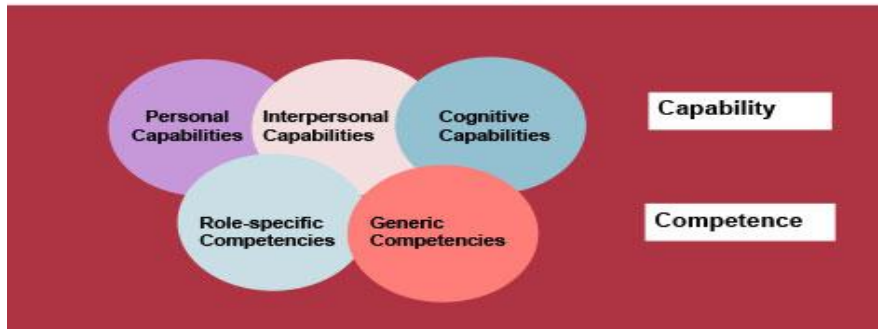 Personal
Capabilities
Interpersonal
Capabilities
Cognitive
Capabilities
Capability
Role-specific
Competencies
Generic
Competencies
Competence